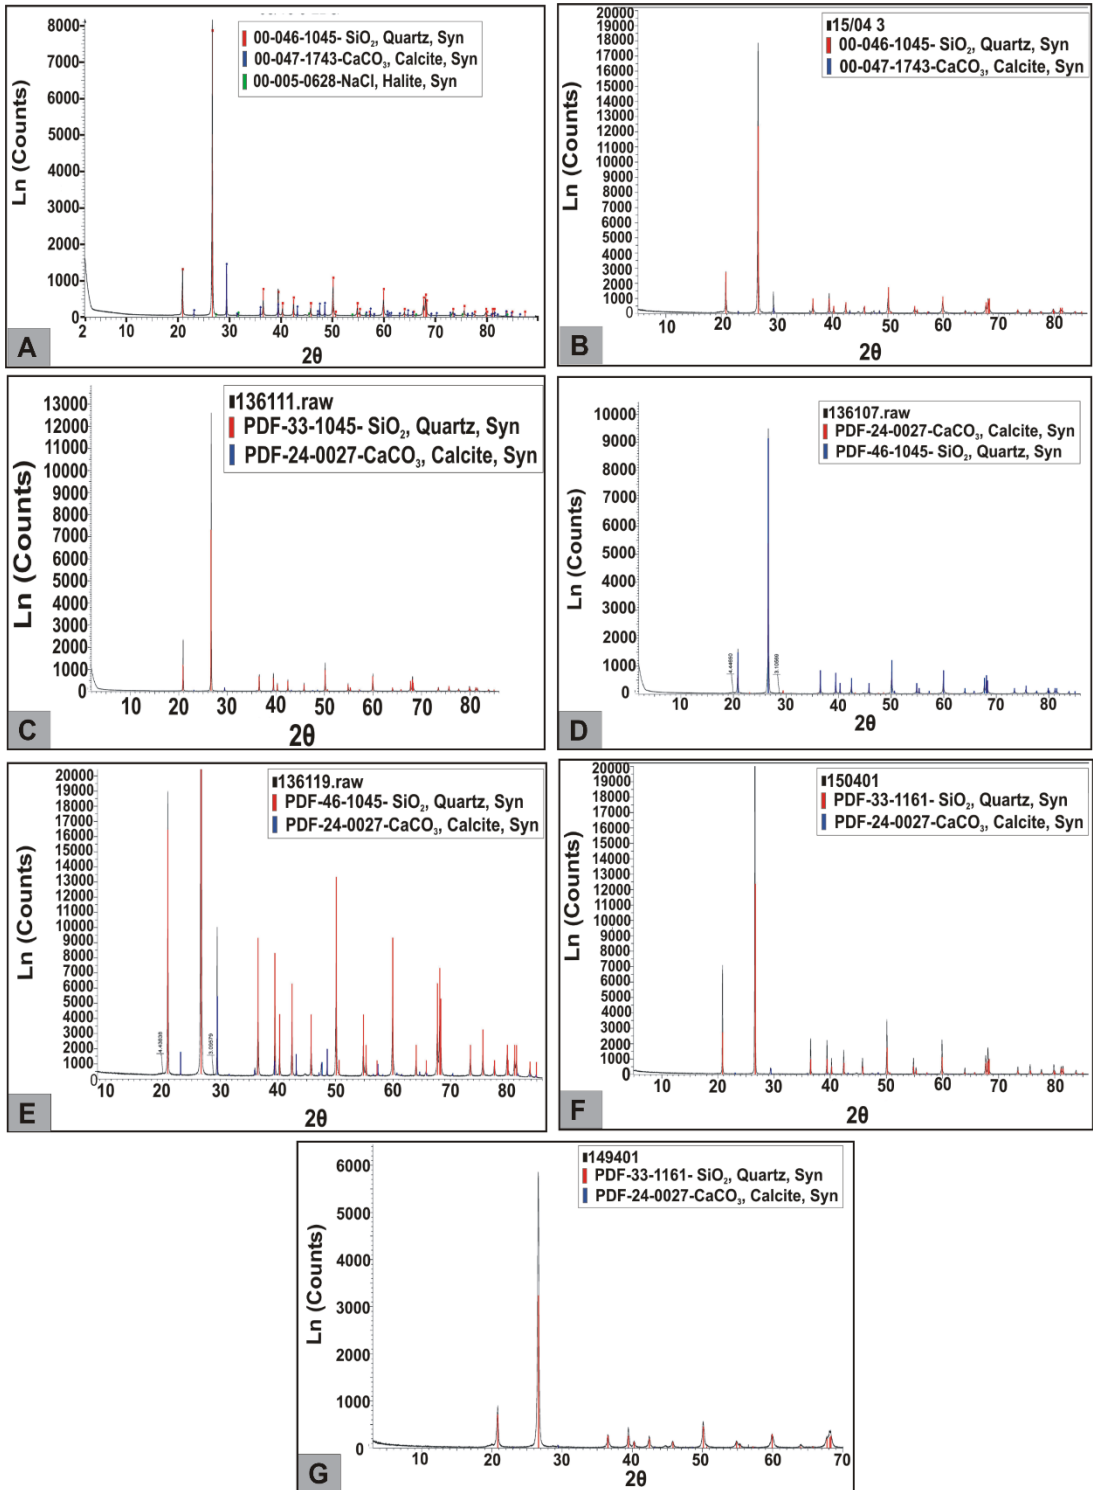 Ln (Counts)
8000
7000
6000
5000
4000
3000
2000
1000
0
00-046-1045- SiO₂, Quartz, Syn
00-047-1743-CaCO₃, Calcite, Syn
00-005-0628-NaCl, Halite, Syn
2 10 20 30 40 50 60 70 80
2θ
A
Ln (Counts)
20000
19000
18000
17000
16000
15000
14000
13000
12000
11000
10000
9000
8000
7000
6000
5000
4000
3000
2000
1000
0
15/04 3
00-046-1045- SiO₂, Quartz, Syn
00-047-1743-CaCO₃, Calcite, Syn
10 20 30 40 50 60 70 80
2θ
B
Ln (Counts)
13000
12000
11000
10000
9000
8000
7000
6000
5000
4000
3000
2000
1000
0
136111.raw
PDF-33-1045- SiO₂, Quartz, Syn
PDF-24-0027-CaCO₃, Calcite, Syn
10 20 30 40 50 60 70 80
2θ
C
Ln (Counts)
10000
9000
8000
7000
6000
5000
4000
3000
2000
1000
0
136107.raw
PDF-24-0027-CaCO₃, Calcite, Syn
PDF-46-1045- SiO₂, Quartz, Syn
10 20 30 40 50 60 70 80
2θ
D
Ln (Counts)
20000
19000
18000
17000
16000
15000
14000
13000
12000
11000
10000
9000
8000
7000
6000
5000
4000
3000
2000
1000
0
136119.raw
PDF-46-1045- SiO₂, Quartz, Syn
PDF-24-0027-CaCO₃, Calcite, Syn
10 20 30 40 50 60 70 80
2θ
E
Ln (Counts)
20000
19000
18000
17000
16000
15000
14000
13000
12000
11000
10000
9000
8000
7000
6000
5000
4000
3000
2000
1000
0
150401
PDF-33-1161- SiO₂, Quartz, Syn
PDF-24-0027-CaCO₃, Calcite, Syn
10 20 30 40 50 60 70 80
2θ
F
Ln (Counts)
6000
5000
4000
3000
2000
1000
0
149401
PDF-33-1161- SiO₂, Quartz, Syn
PDF-24-0027-CaCO₃, Calcite, Syn
10 20 30 40 50 60 70
2θ
G